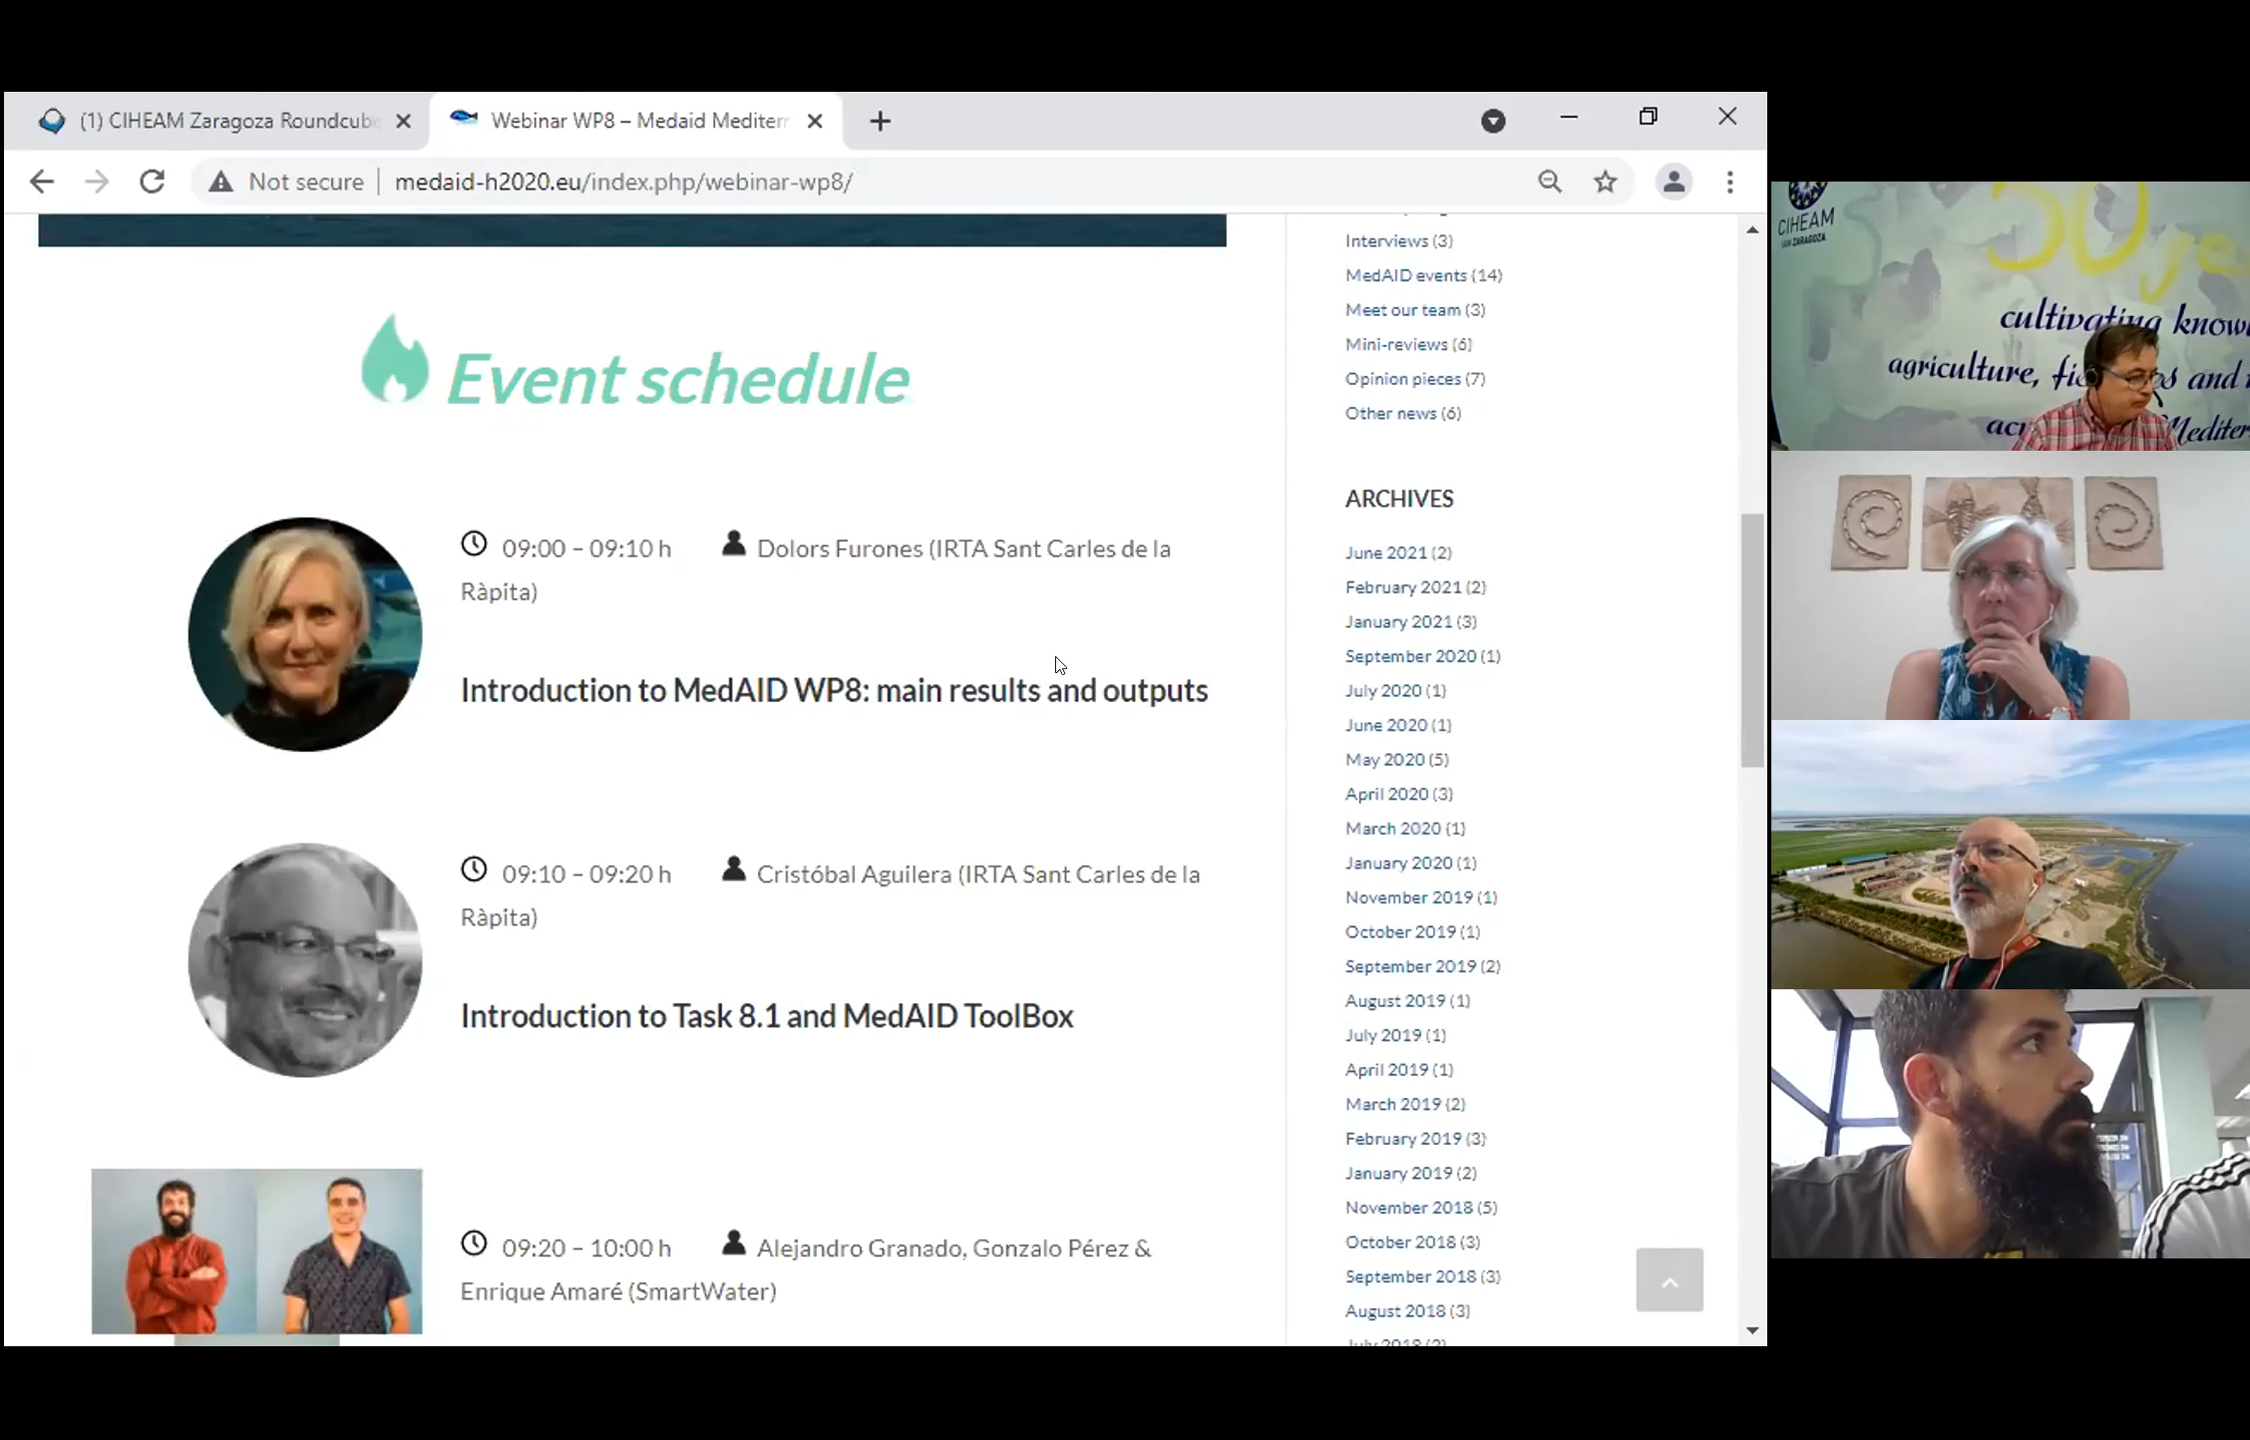 (1) CIHEAM Zaragoza Roundcub
Webinar WP8 – Medaid Mediterr
Not secure
medaid-h2020.eu/index.php/webinar-wp8/
Event schedule
09:00 – 09:10 h Dolors Furones (IRTA Sant Carles de la
Ràpita)
Introduction to MedAID WP8: main results and outputs
09:10 – 09:20 h Cristóbal Aguilera (IRTA Sant Carles de la
Ràpita)
Introduction to Task 8.1 and MedAID ToolBox
09:20 – 10:00 h Alejandro Granado, Gonzalo Pérez &
Enrique Amaré (SmartWater)
Interviews (3)
MedAID events (14)
Meet our team (3)
Mini-reviews (6)
Opinion pieces (7)
Other news (6)
ARCHIVES
June 2021 (2)
February 2021 (2)
January 2021 (3)
September 2020 (1)
July 2020 (1)
June 2020 (1)
May 2020 (5)
April 2020 (3)
March 2020 (1)
January 2020 (1)
November 2019 (1)
October 2019 (1)
September 2019 (2)
August 2019 (1)
July 2019 (1)
April 2019 (1)
March 2019 (2)
February 2019 (3)
January 2019 (2)
November 2018 (5)
October 2018 (3)
September 2018 (3)
August 2018 (3)
CIHEAM
IAM ZARAGOZA
50 ye
cultivating know
agriculture, and
Mediter